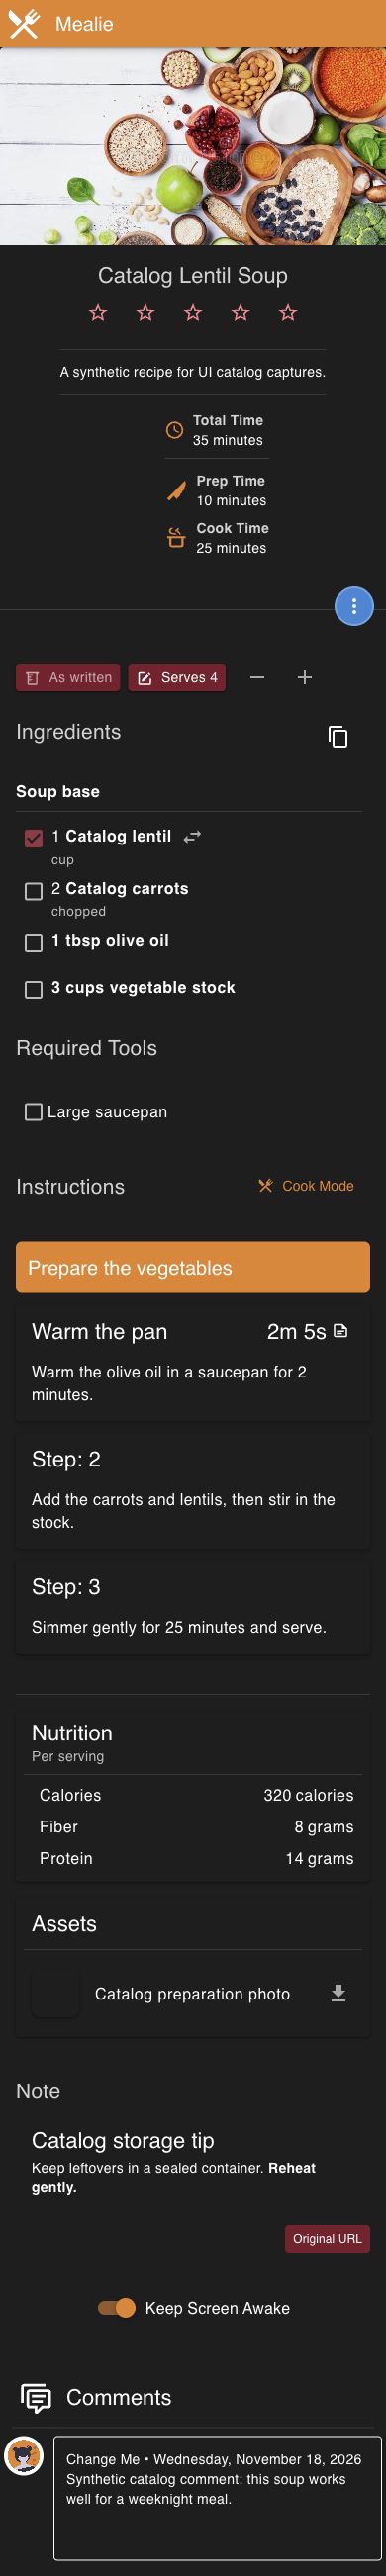 Mealie
Catalog Lentil Soup
A synthetic recipe for UI catalog captures.
Total Time
35 minutes
Prep Time
10 minutes
Cook Time
25 minutes
As written
Serves 4
Ingredients
Soup base
1 Catalog lentil
cup
2 Catalog carrots
chopped
1 tbsp olive oil
3 cups vegetable stock
Required Tools
Large saucepan
Instructions
Cook Mode
Prepare the vegetables
Warm the pan 2m 5s
Warm the olive oil in a saucepan for 2
minutes.
Step: 2
Add the carrots and lentils, then stir in the
stock.
Step: 3
Simmer gently for 25 minutes and serve.
Nutrition
Per serving
Calories 320 calories
Fiber 8 grams
Protein 14 grams
Assets
Catalog preparation photo
Note
Catalog storage tip
Keep leftovers in a sealed container. Reheat
gently.
Original URL
Keep Screen Awake
Comments
Change Me • Wednesday, November 18, 2026
Synthetic catalog comment: this soup works
well for a weeknight meal.